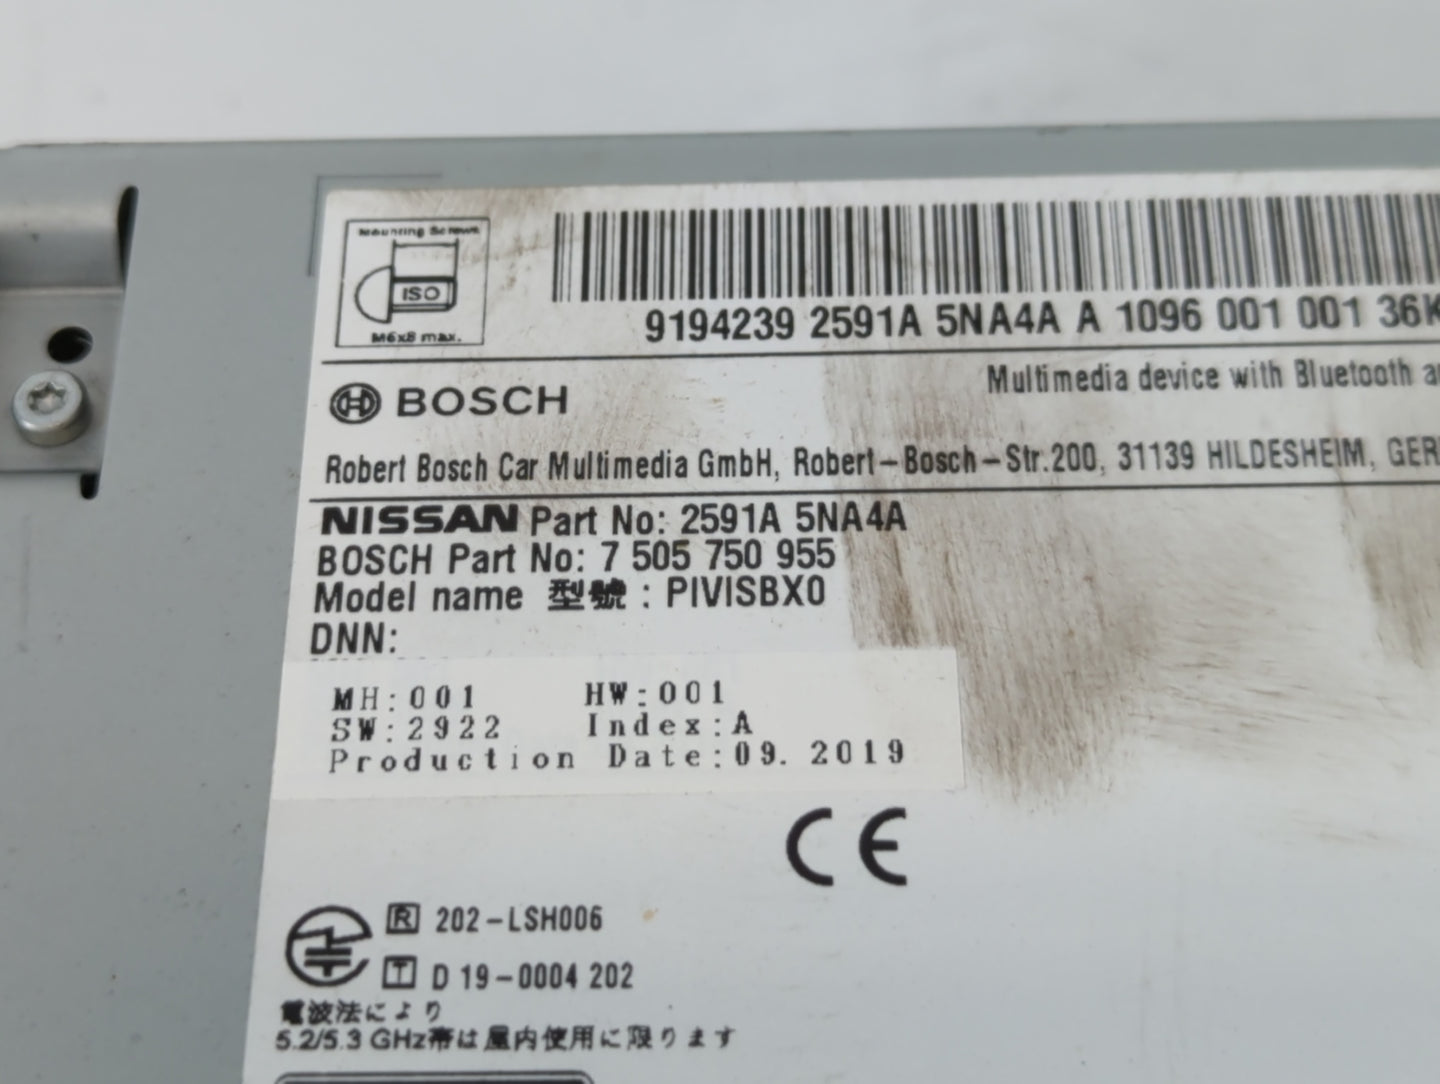 Mounting Screws
ISO
M6x8 max.
9194239 2591A 5NA4A A 1096 001 001 36K
Multimedia device with Bluetooth
BOSCH
Robert Bosch Car Multimedia GmbH, Robert-Bosch-Str.200, 31139 HILDESHEIM, GER
NISSAN Part No: 2591A 5NA4A
BOSCH Part No: 7 505 750 955
Model name 型號 : PIVISBX0
DNN:
MH:001 HW:001
SW:2922 Index:A
Production Date:09. 2019
CE
R 202-LSH006
T D 19-0004 202
電波法により
5.2/5.3 GHz帯は屋内使用に限ります